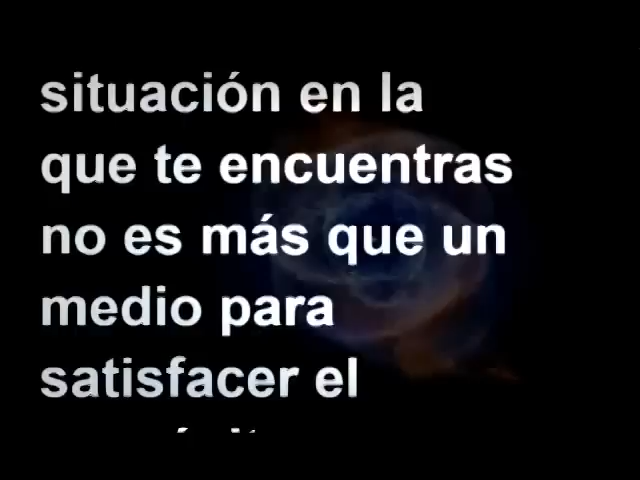 situación en la
que te encuentras
no es más que un
medio para
satisfacer el